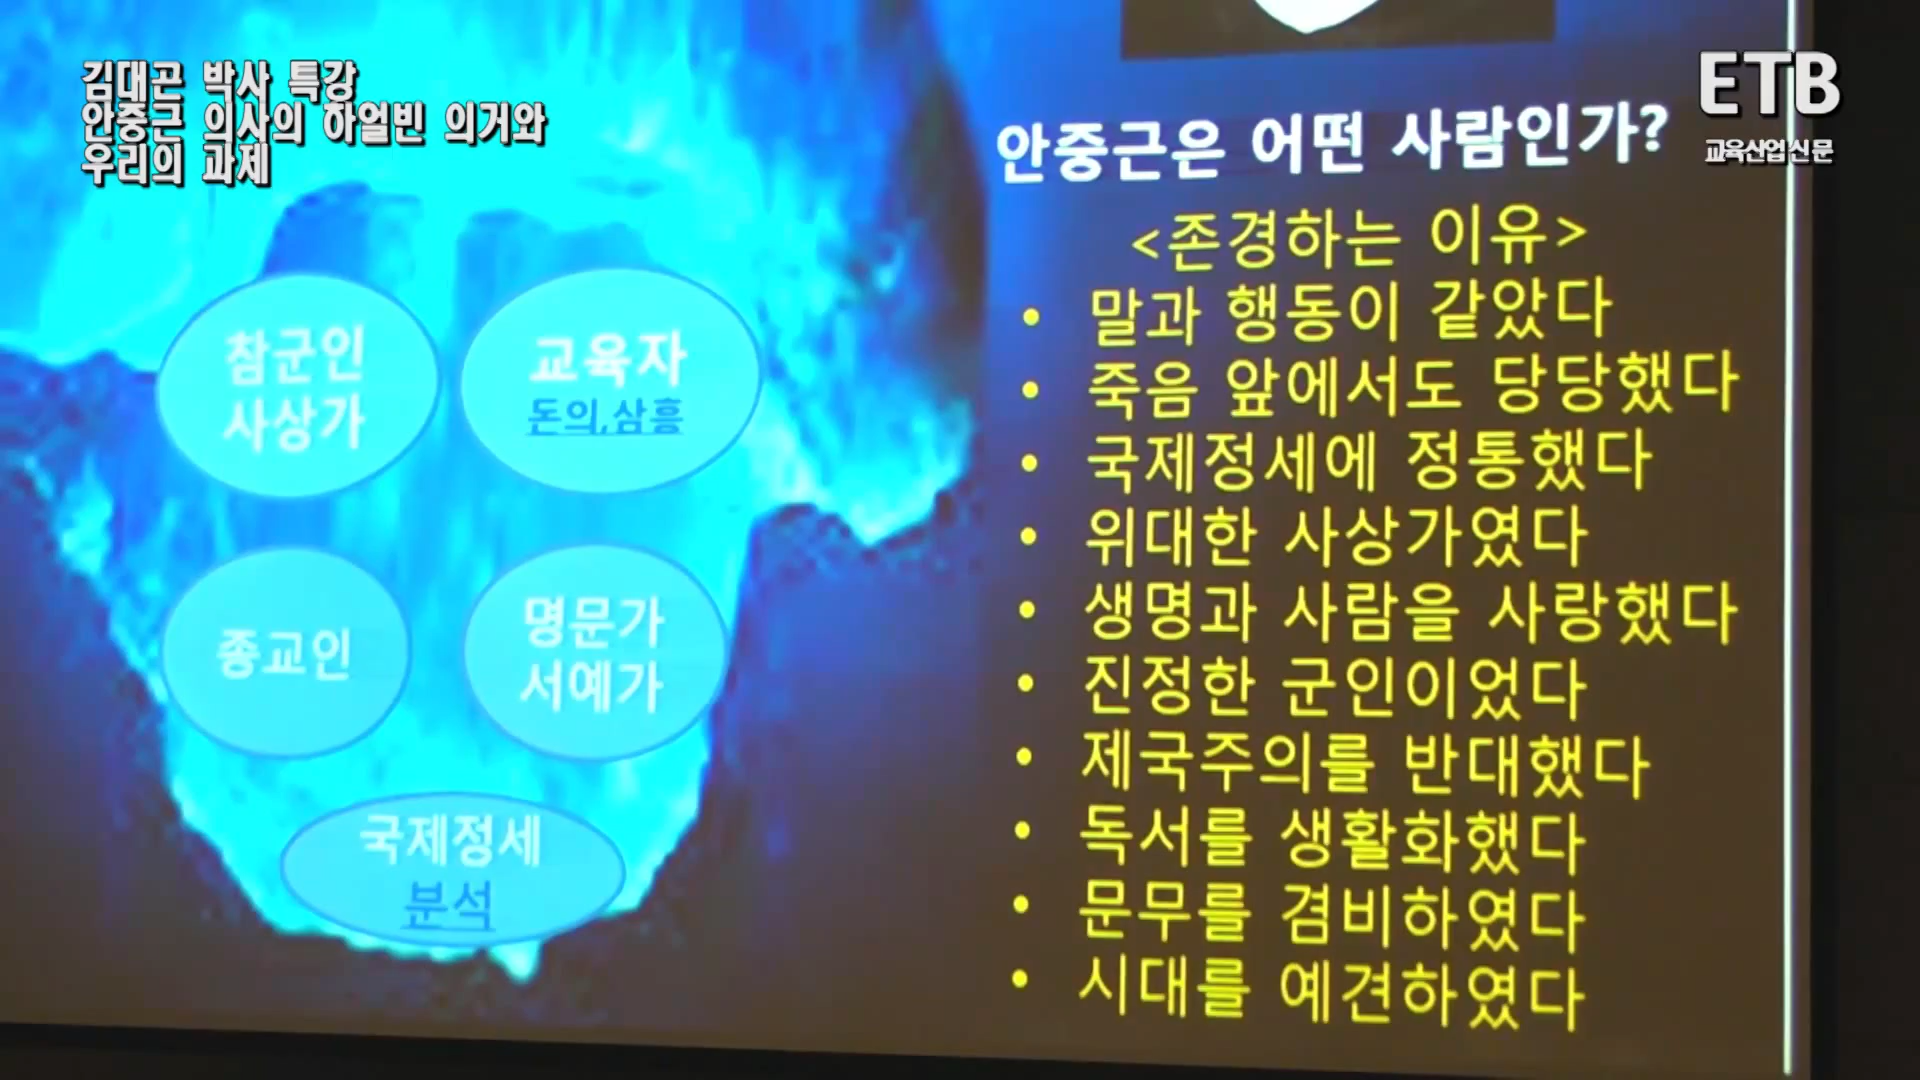 김대곤 박사 특강
안중근 의사의 하얼빈 의거와
우리의 과제
ETB
교육산업신문
참군인
사상가
교육자
돈의,삼흥
종교인
명문가
서예가
국제정세
분석
안중근은 어떤 사람인가?
<존경하는 이유>
• 말과 행동이 같았다
• 죽음 앞에서도 당당했다
• 국제정세에 정통했다
• 위대한 사상가였다
• 생명과 사람을 사랑했다
• 진정한 군인이었다
• 제국주의를 반대했다
• 독서를 생활화했다
• 문무를 겸비하였다
• 시대를 예견하였다